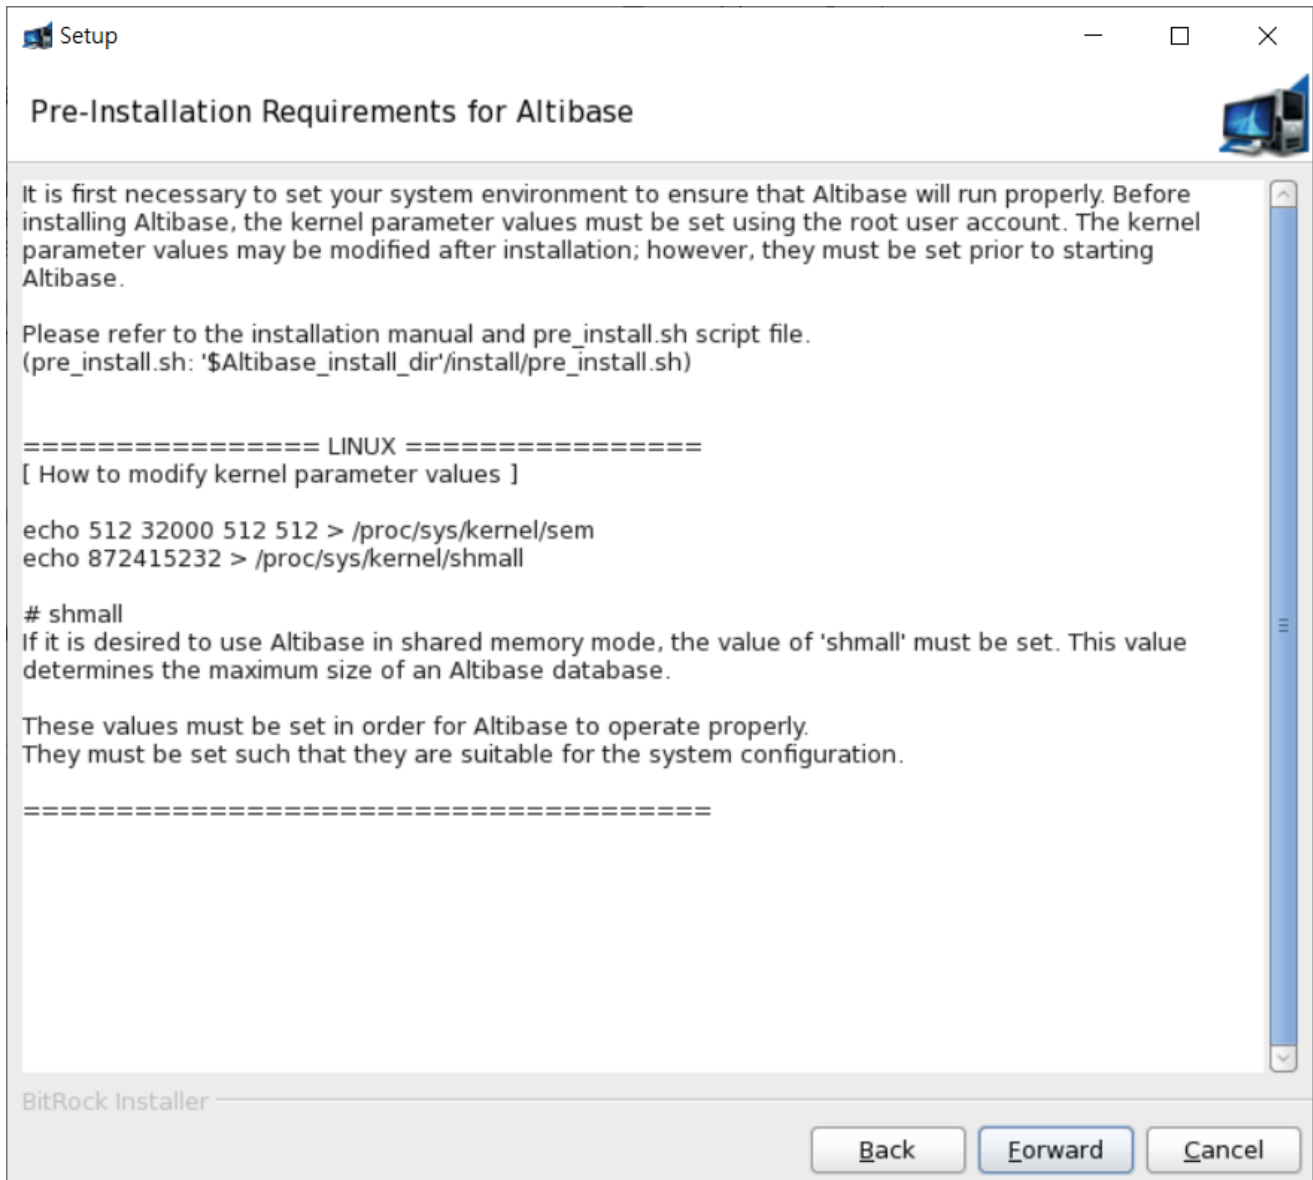 Setup
Pre-Installation Requirements for Altibase
It is first necessary to set your system environment to ensure that Altibase will run properly. Before
installing Altibase, the kernel parameter values must be set using the root user account. The kernel
parameter values may be modified after installation; however, they must be set prior to starting
Altibase.
Please refer to the installation manual and pre_install.sh script file.
(pre_install.sh: '$Altibase_install_dir'/install/pre_install.sh)
================ LINUX ================
[ How to modify kernel parameter values ]
echo 512 32000 512 512 > /proc/sys/kernel/sem
echo 872415232 > /proc/sys/kernel/shmall
# shmall
If it is desired to use Altibase in shared memory mode, the value of 'shmall' must be set. This value
determines the maximum size of an Altibase database.
These values must be set in order for Altibase to operate properly.
They must be set such that they are suitable for the system configuration.
=====================================
BitRock Installer
Back Forward Cancel